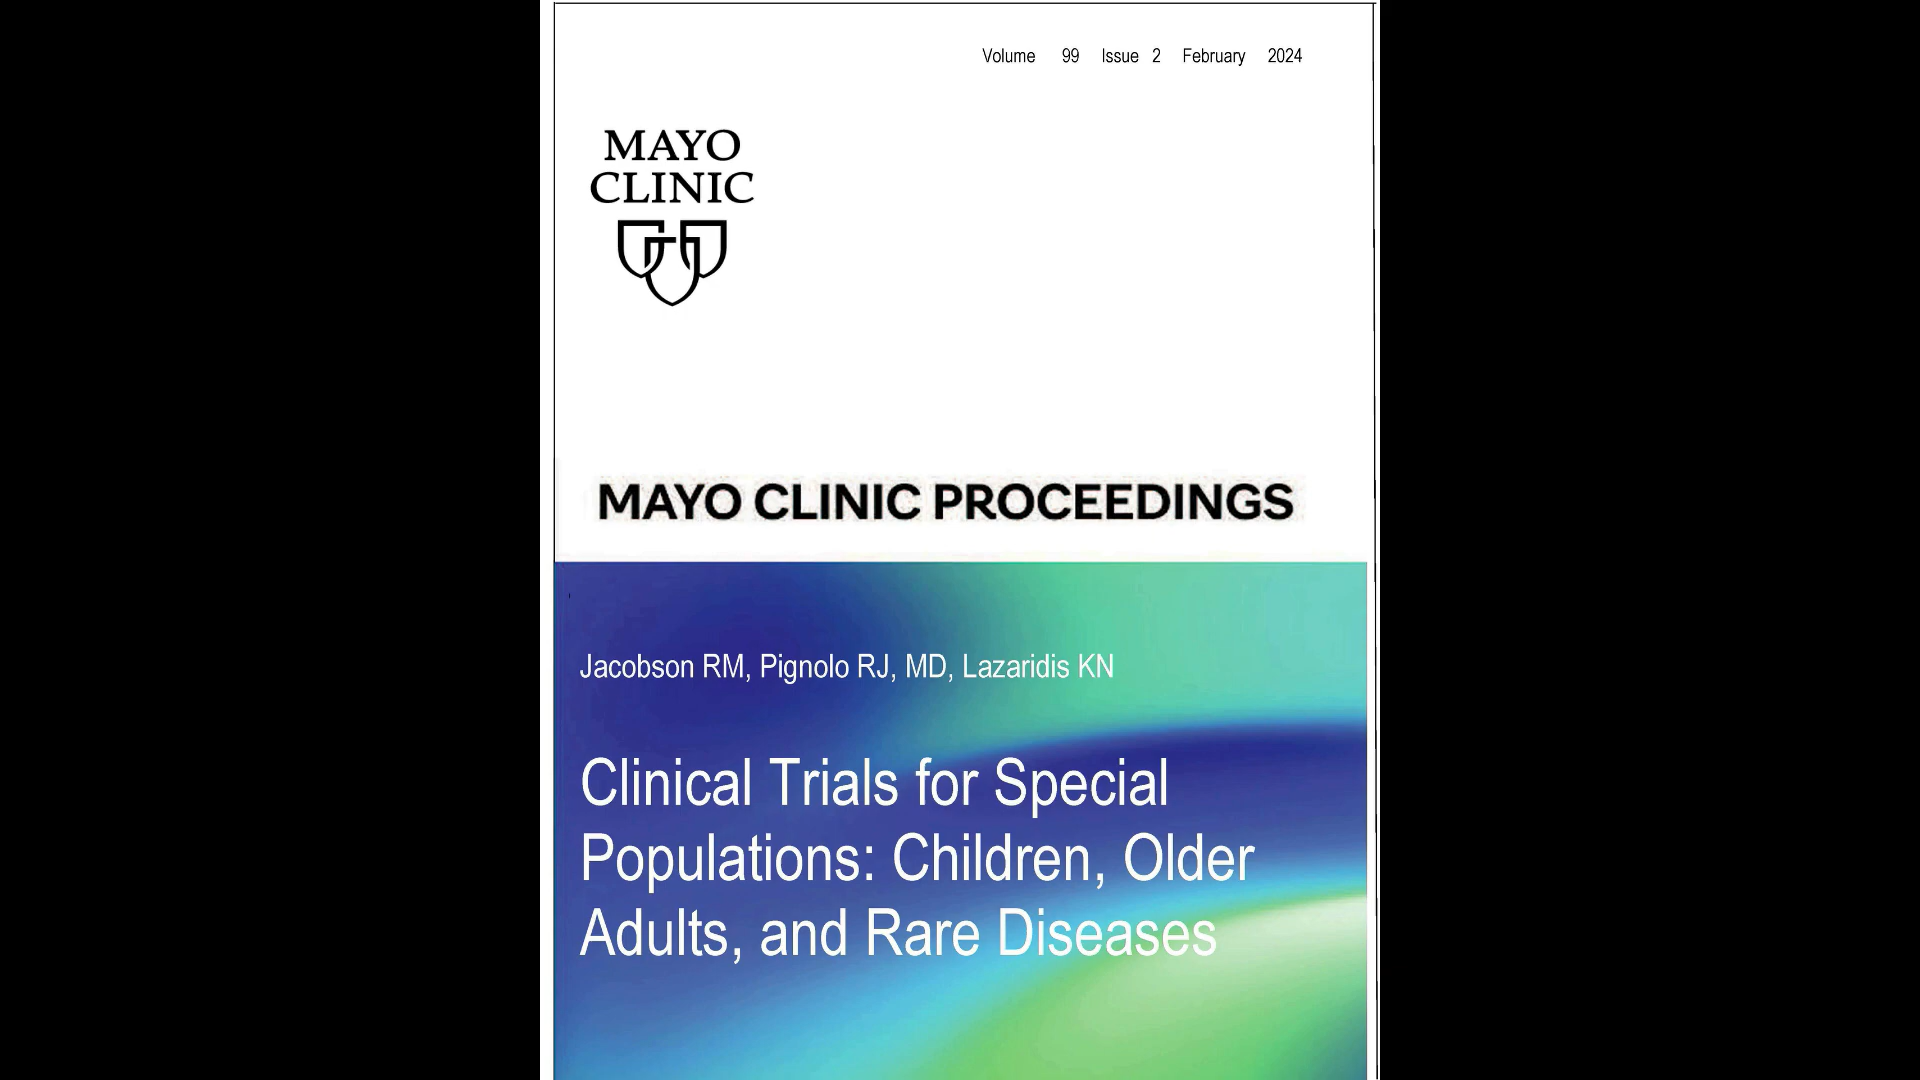 Volume 99 Issue 2 February 2024
MAYO
CLINIC
MAYO CLINIC PROCEEDINGS
Jacobson RM, Pignolo RJ, MD, Lazaridis KN
Clinical Trials for Special
Populations: Children, Older
Adults, and Rare Diseases